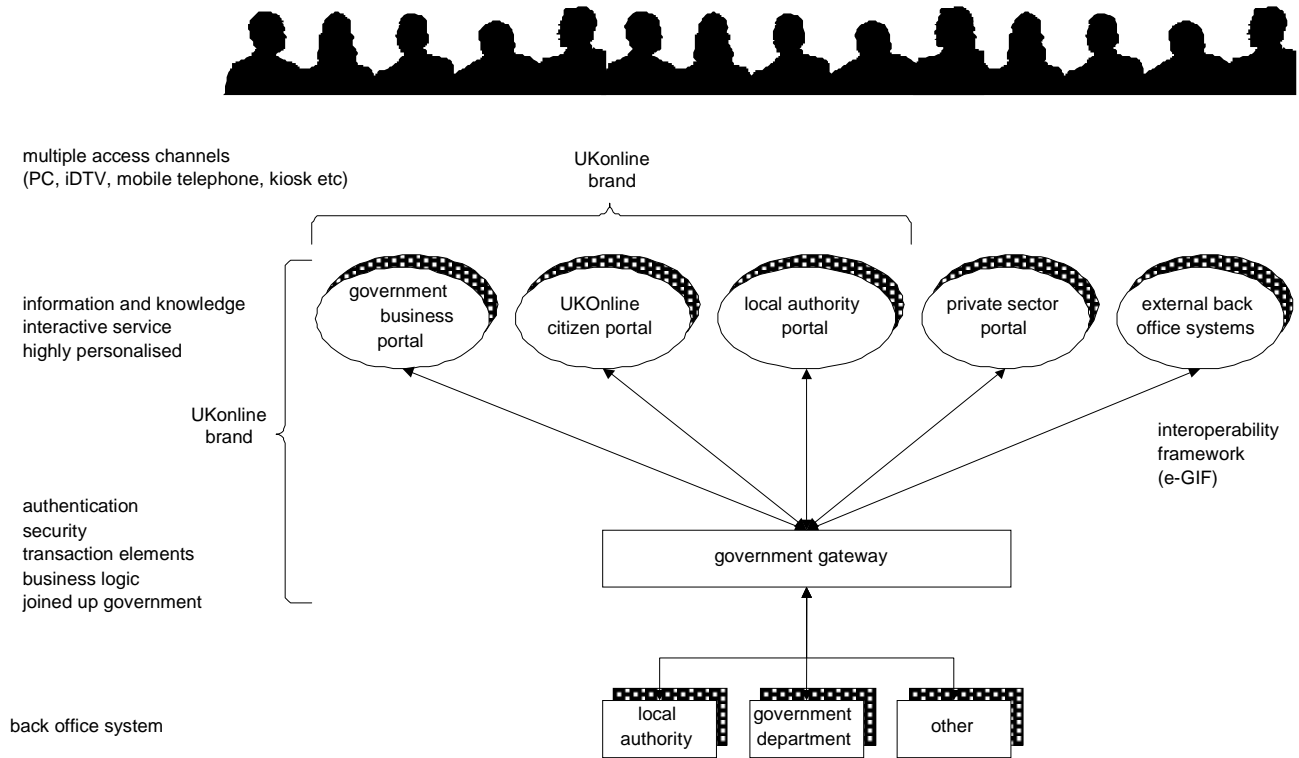 multiple access channels
(PC, iDTV, mobile telephone, kiosk etc)
UKonline
brand
government
business
portal
UKOnline
citizen portal
local authority
portal
private sector
portal
external back
office systems
information and knowledge
interactive service
highly personalised
UKonline
brand
interoperability
framework
(e-GIF)
authentication
security
transaction elements
business logic
joined up government
government gateway
back office system
local
authority
government
department
other